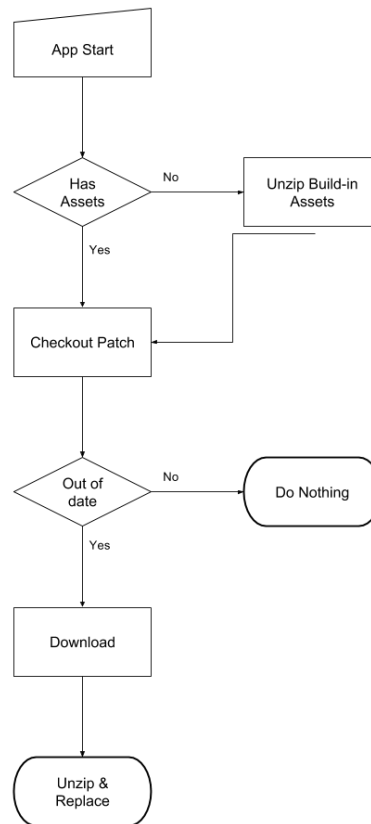 App Start
Has
Assets
No
Unzip Build-in
Assets
Yes
Checkout Patch
Out of
date
No
Do Nothing
Yes
Download
Unzip &
Replace